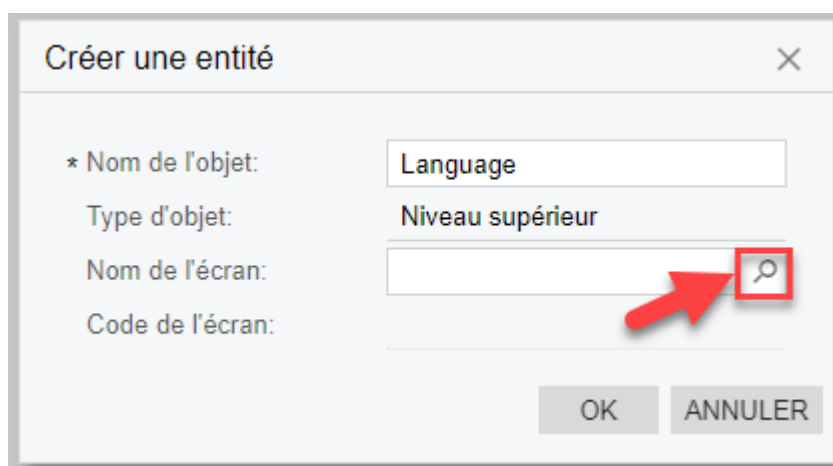 Créer une entité
* Nom de l'objet: Language
Type d'objet: Niveau supérieur
Nom de l'écran:
Code de l'écran:
OK ANNULER